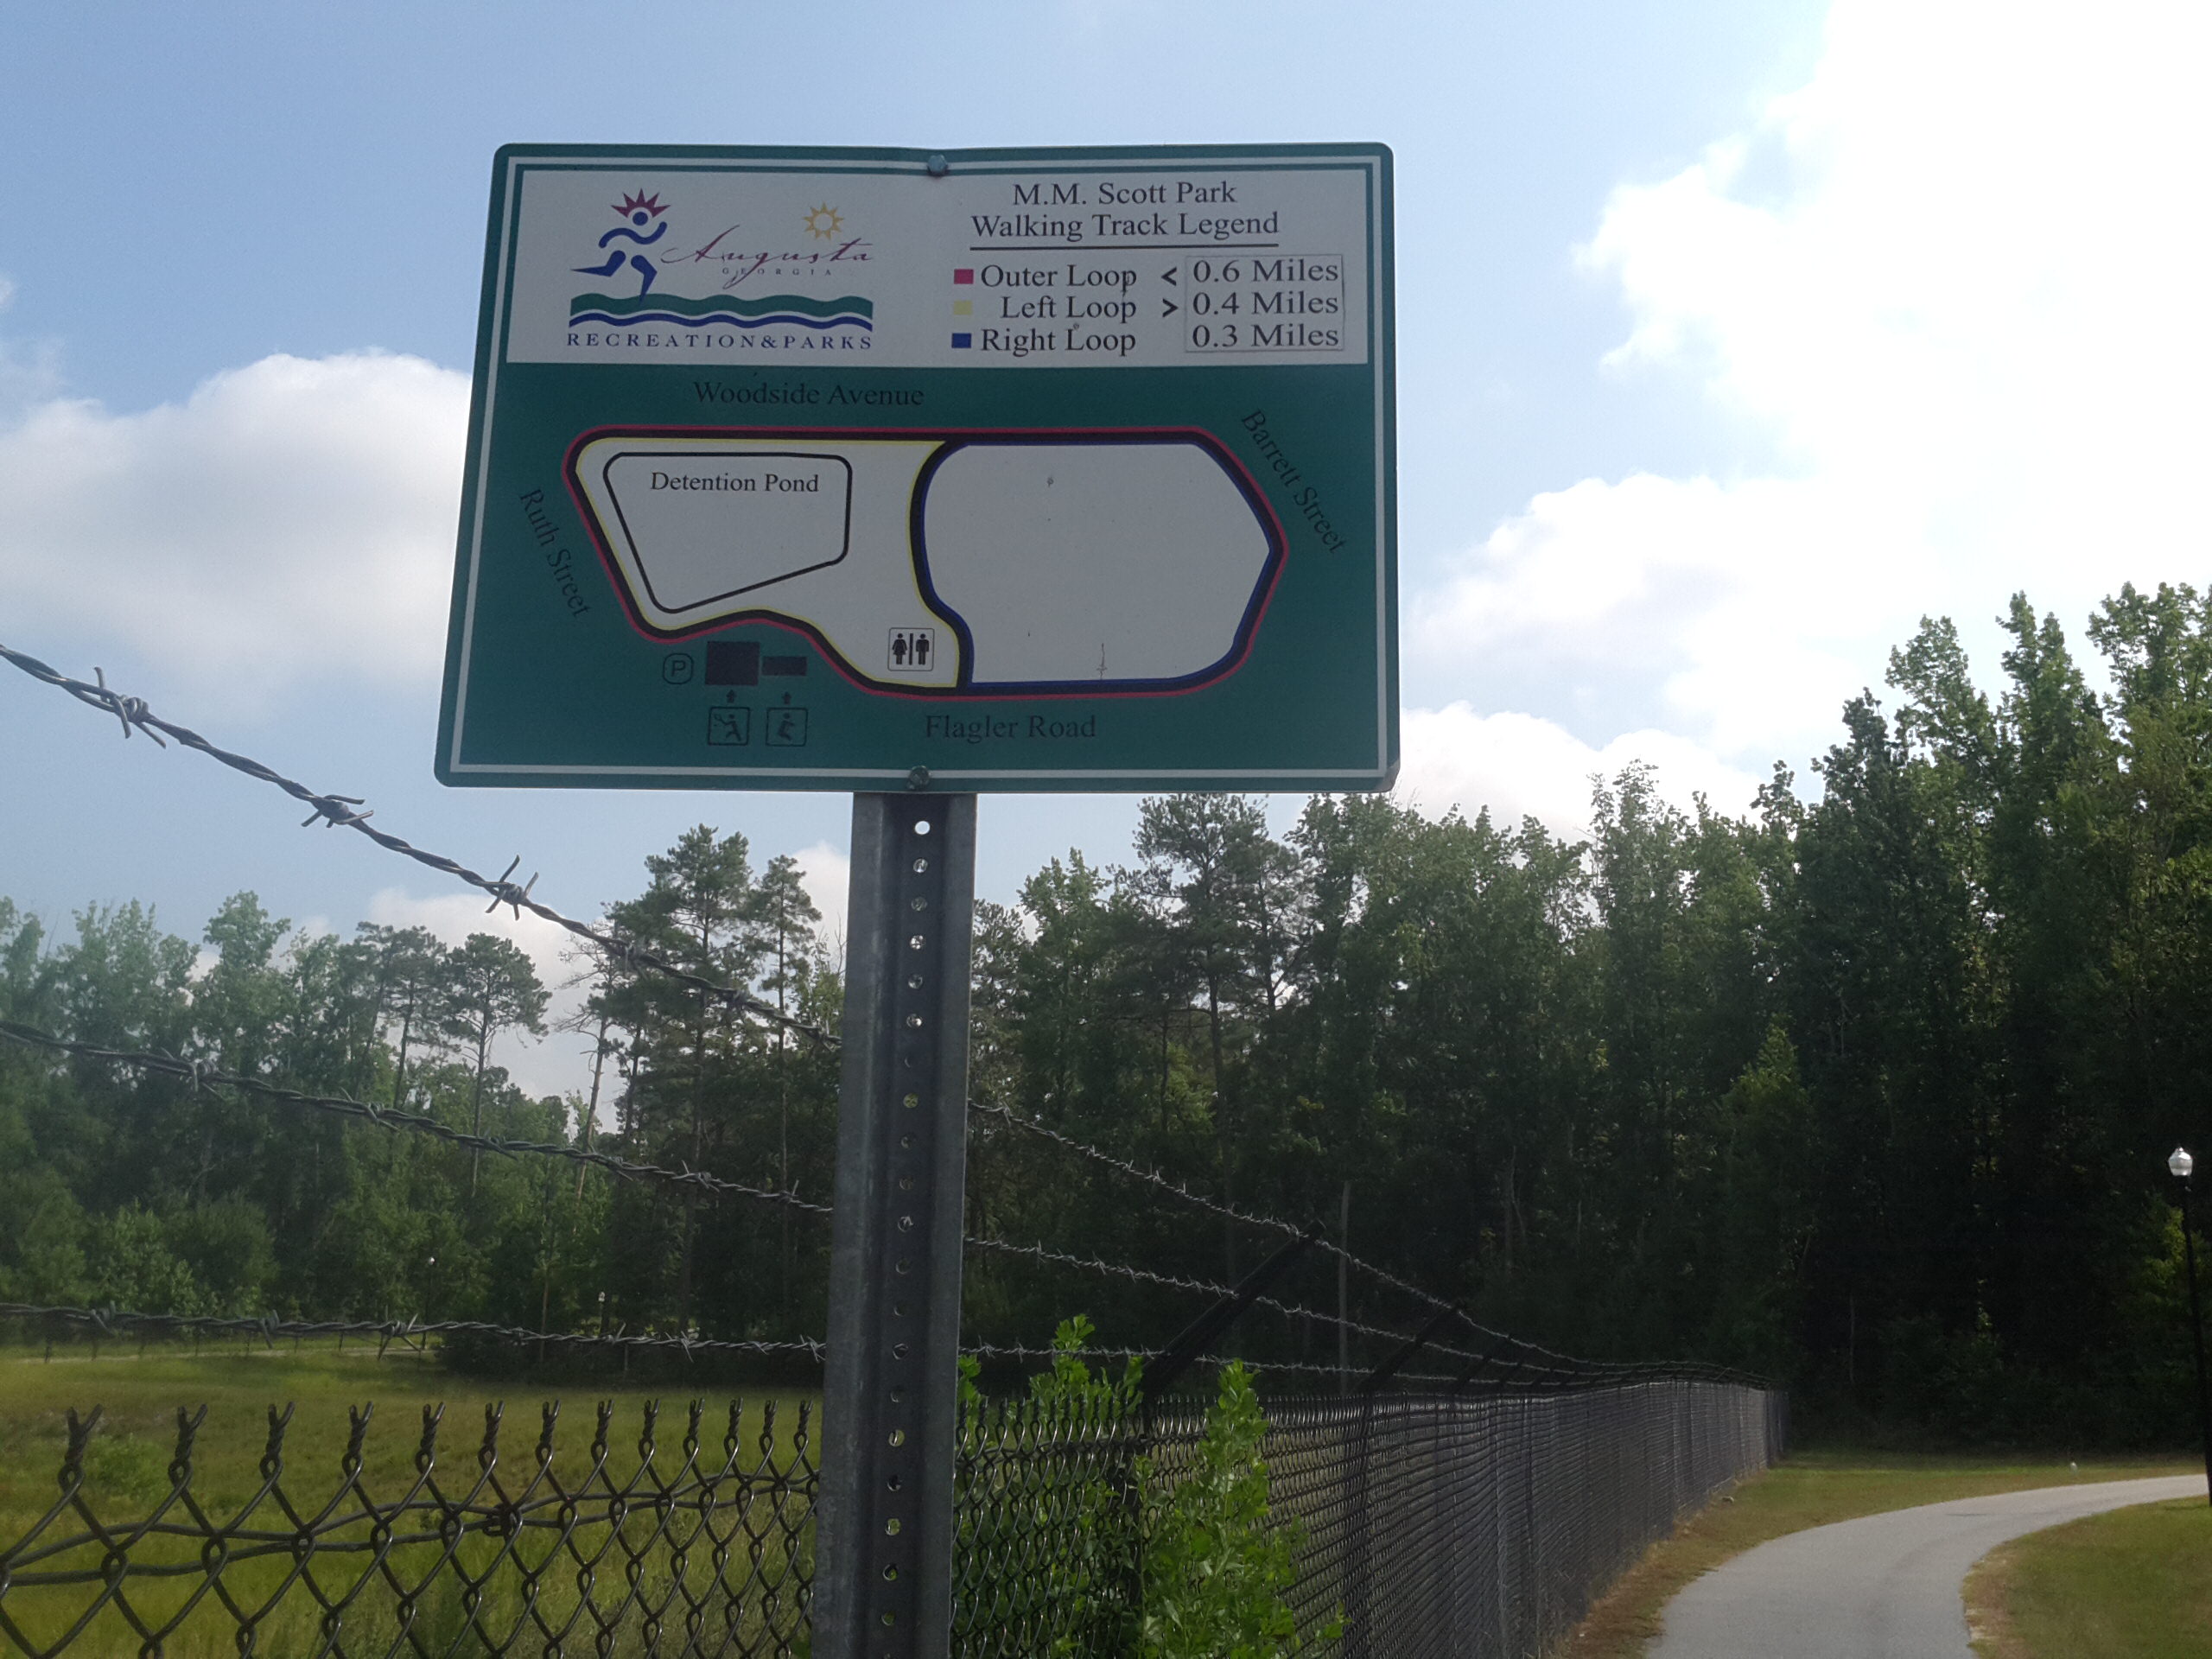 Augusta
GEORGIA
RECREATION&PARKS
M.M. Scott Park
Walking Track Legend
Outer Loop < 0.6 Miles
Left Loop > 0.4 Miles
Right Loop 0.3 Miles
Woodside Avenue
Barrett Street
Detention Pond
Ruth Street
P
Flagler Road